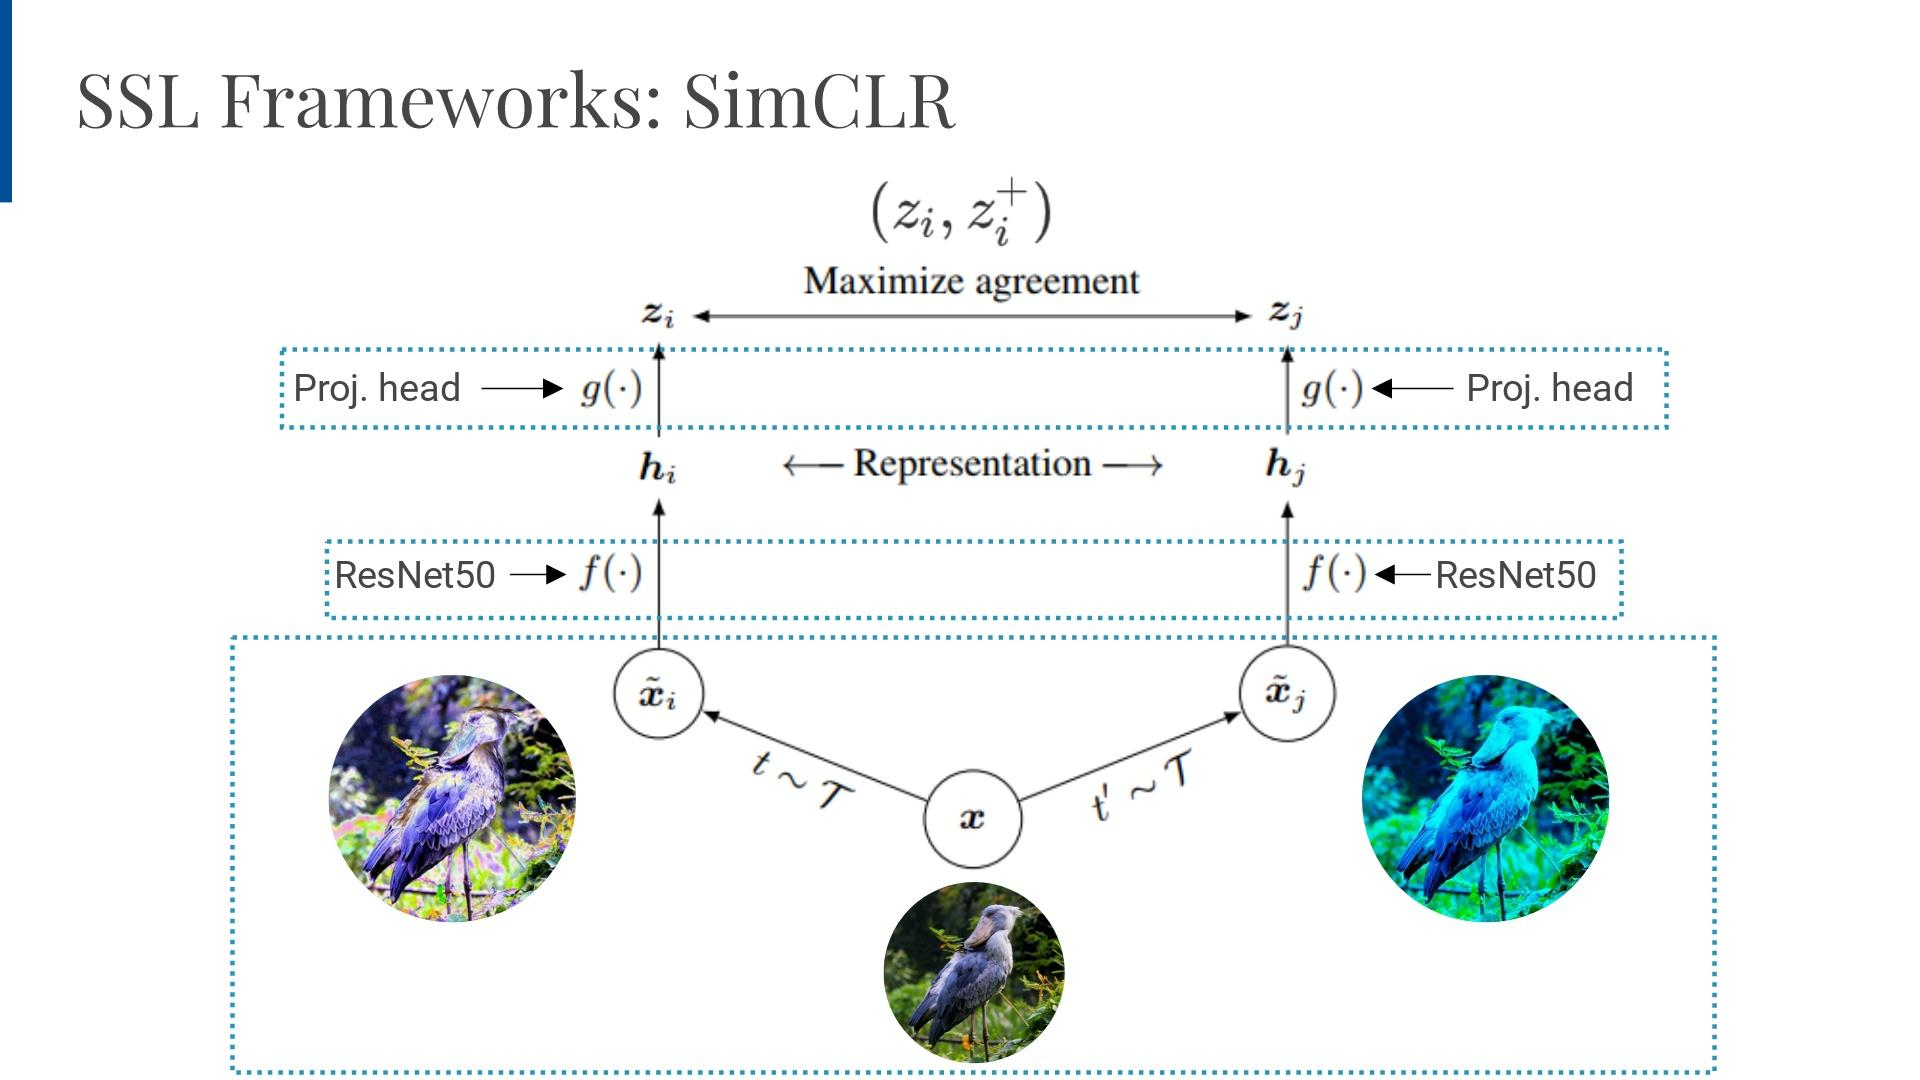 SSL Frameworks: SimCLR
(z_i, z_i^+)
Maximize agreement
z_i z_j
Proj. head g(·) g(·) Proj. head
h_i ← Representation → h_j
ResNet50 f(·) f(·) ResNet50
x̃_i x̃_j
t ~ 𝒯 t' ~ 𝒯
x